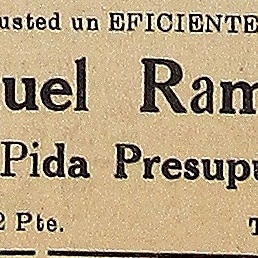 usted un EFICIENTE
uel Ram
Pida Presupu
2 Pte.